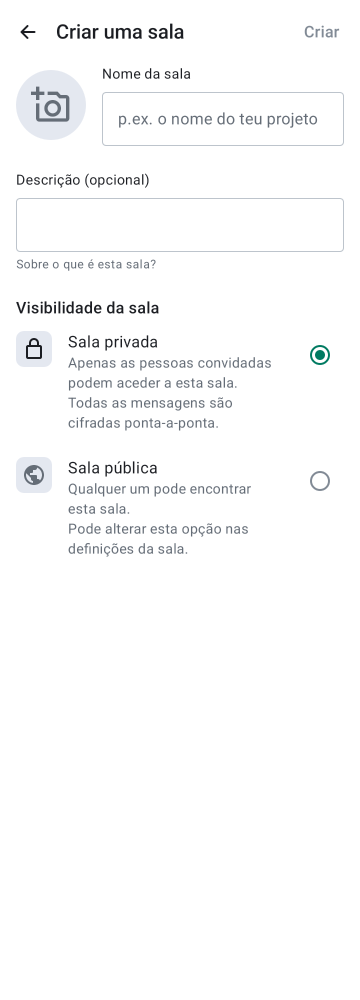 Criar uma sala
Criar
Nome da sala
p.ex. o nome do teu projeto
Descrição (opcional)
Sobre o que é esta sala?
Visibilidade da sala
Sala privada
Apenas as pessoas convidadas
podem aceder a esta sala.
Todas as mensagens são
cifradas ponta-a-ponta.
Sala pública
Qualquer um pode encontrar
esta sala.
Pode alterar esta opção nas
definições da sala.